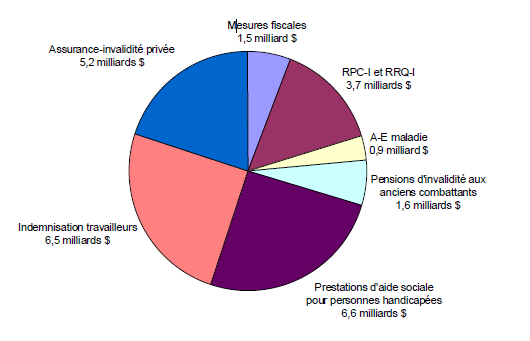 Mesures fiscales
1,5 milliard $
Assurance-invalidité privée
5,2 milliards $
RPC-I et RRQ-I
3,7 milliards $
A-E maladie
0,9 milliard $
Pensions d'invalidité aux
anciens combattants
1,6 milliards $
Indemnisation travailleurs
6,5 milliards $
Prestations d'aide sociale
pour personnes handicapées
6,6 milliards $